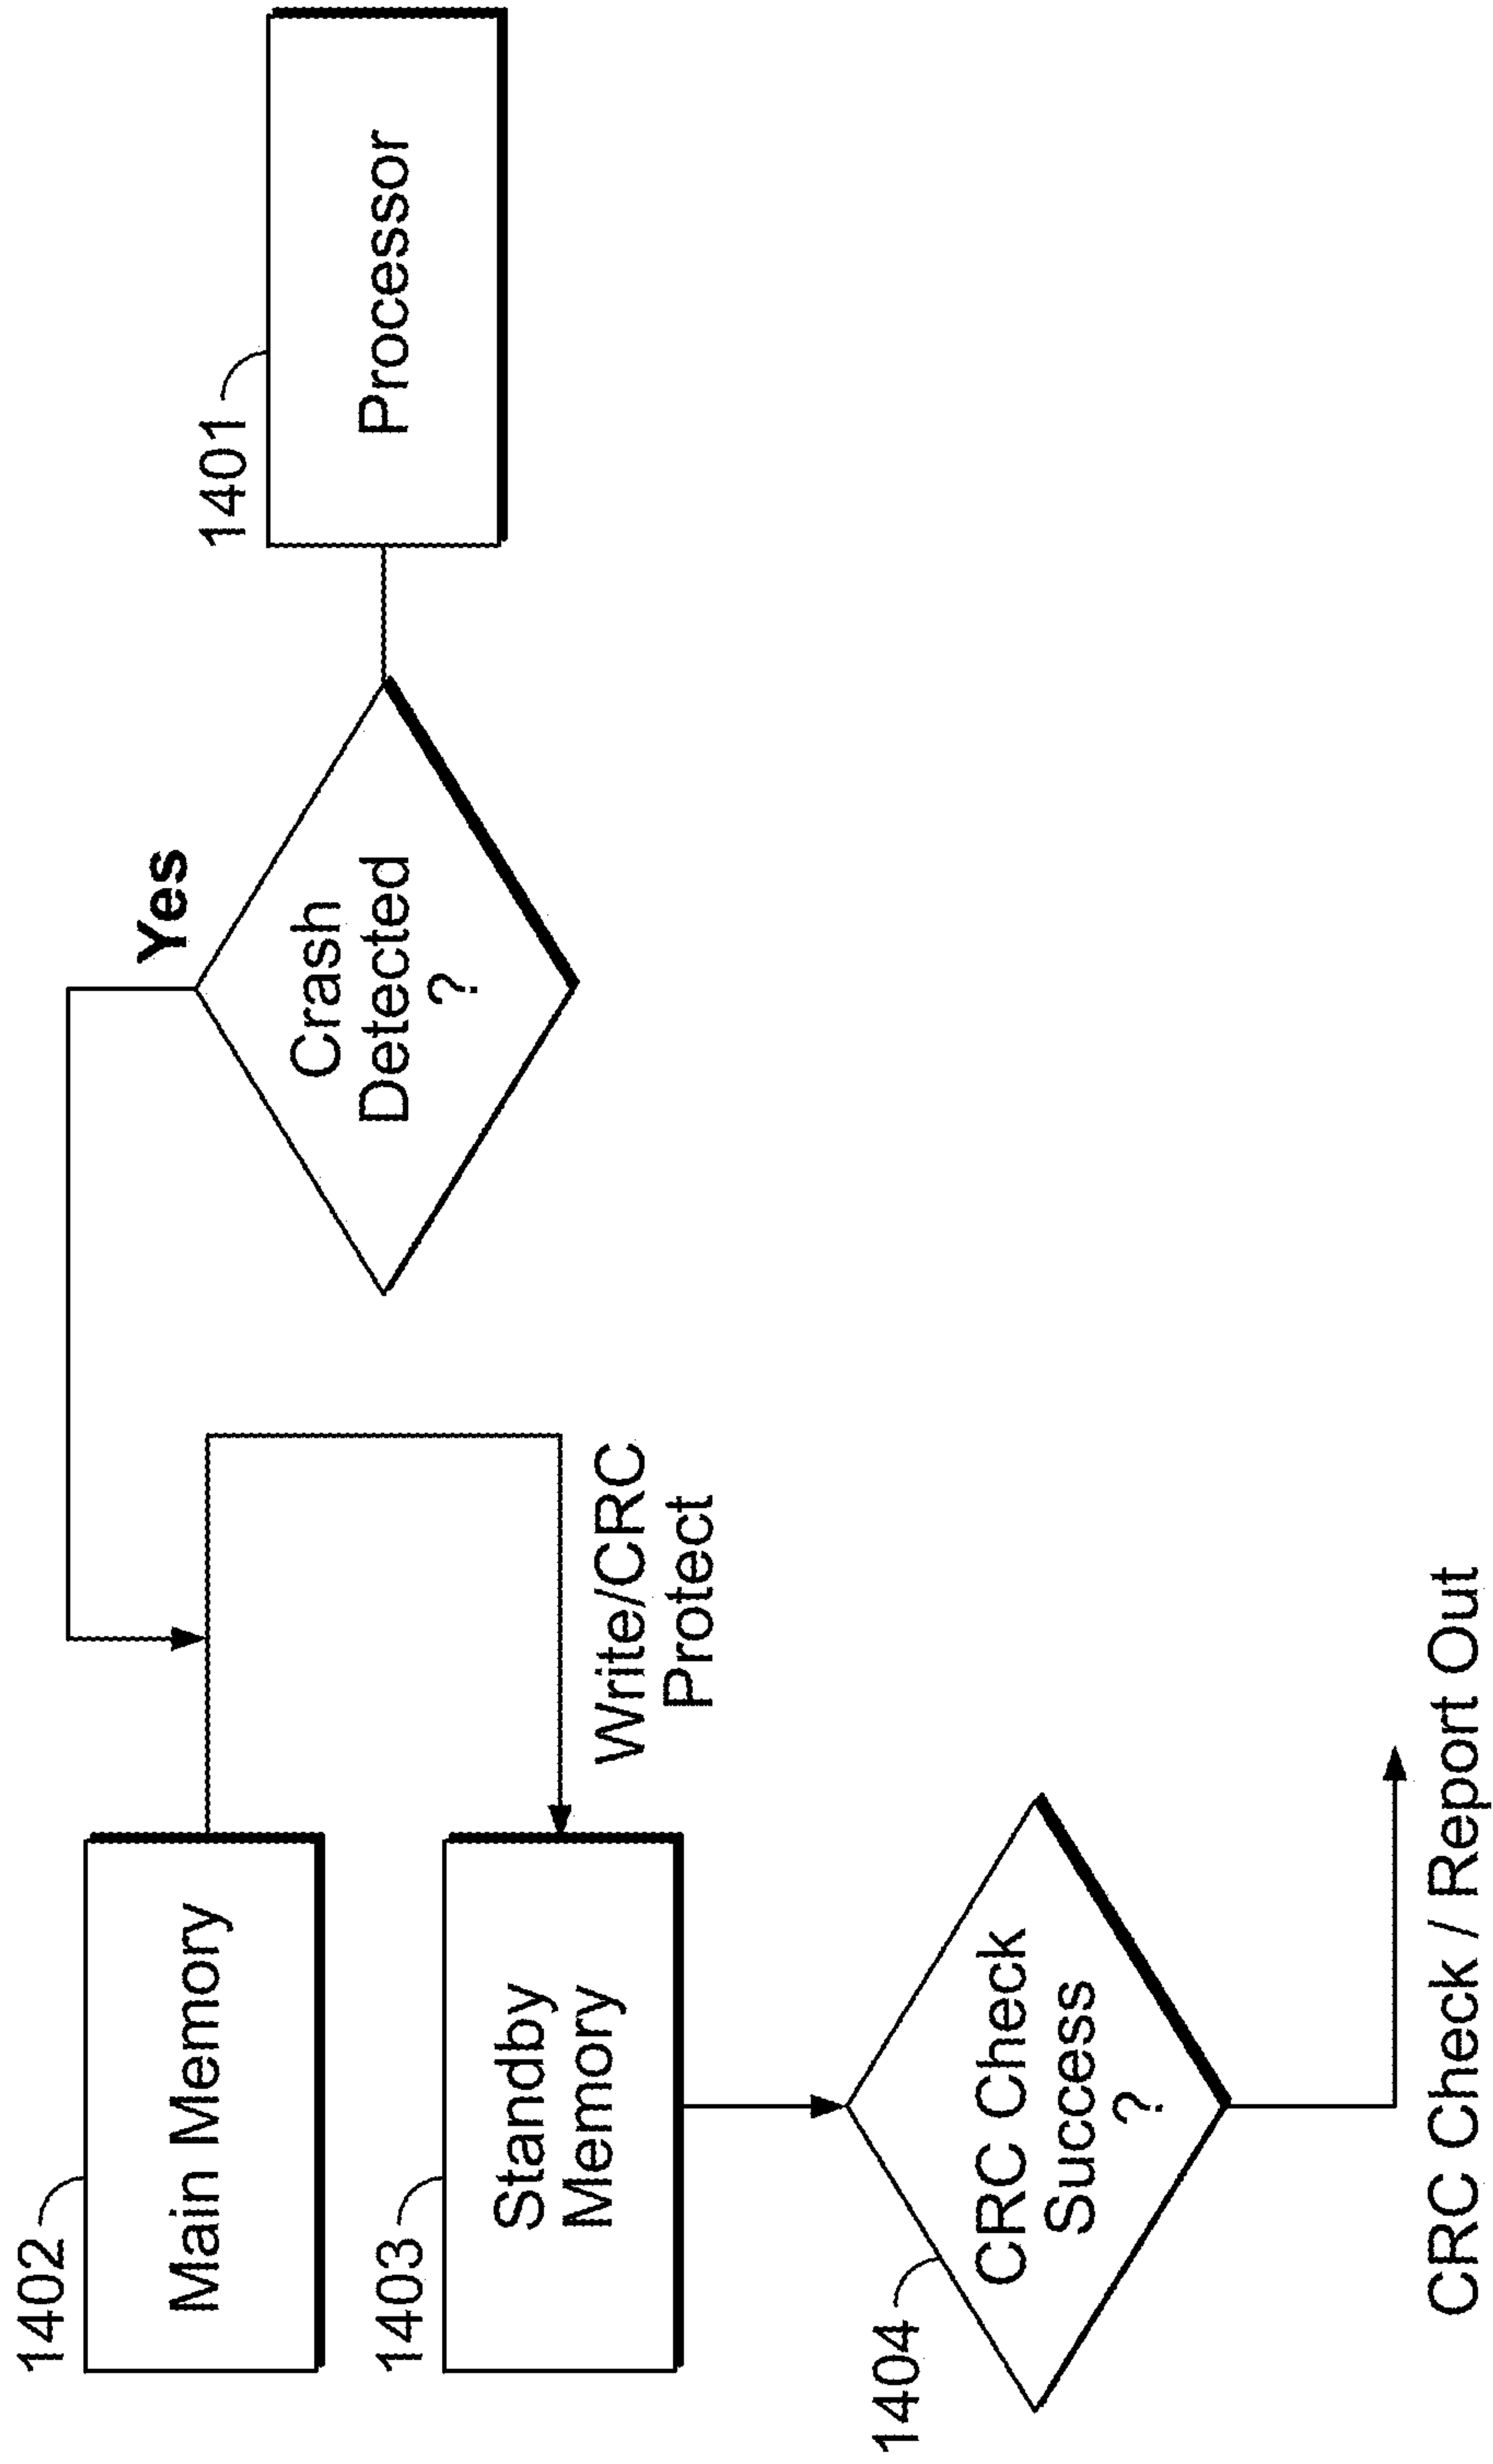 1402
Main Memory
1403
Standby
Memory
Write/CRC
Protect
Yes
Crash
Detected
?
1401
Processor
1404
CRC Check
Success
?
CRC Check / Report Out